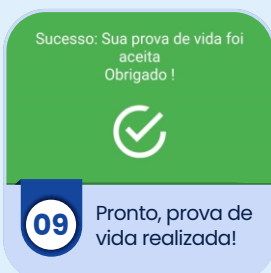 Sucesso: Sua prova de vida foi
aceita
Obrigado !
09
Pronto, prova de
vida realizada!